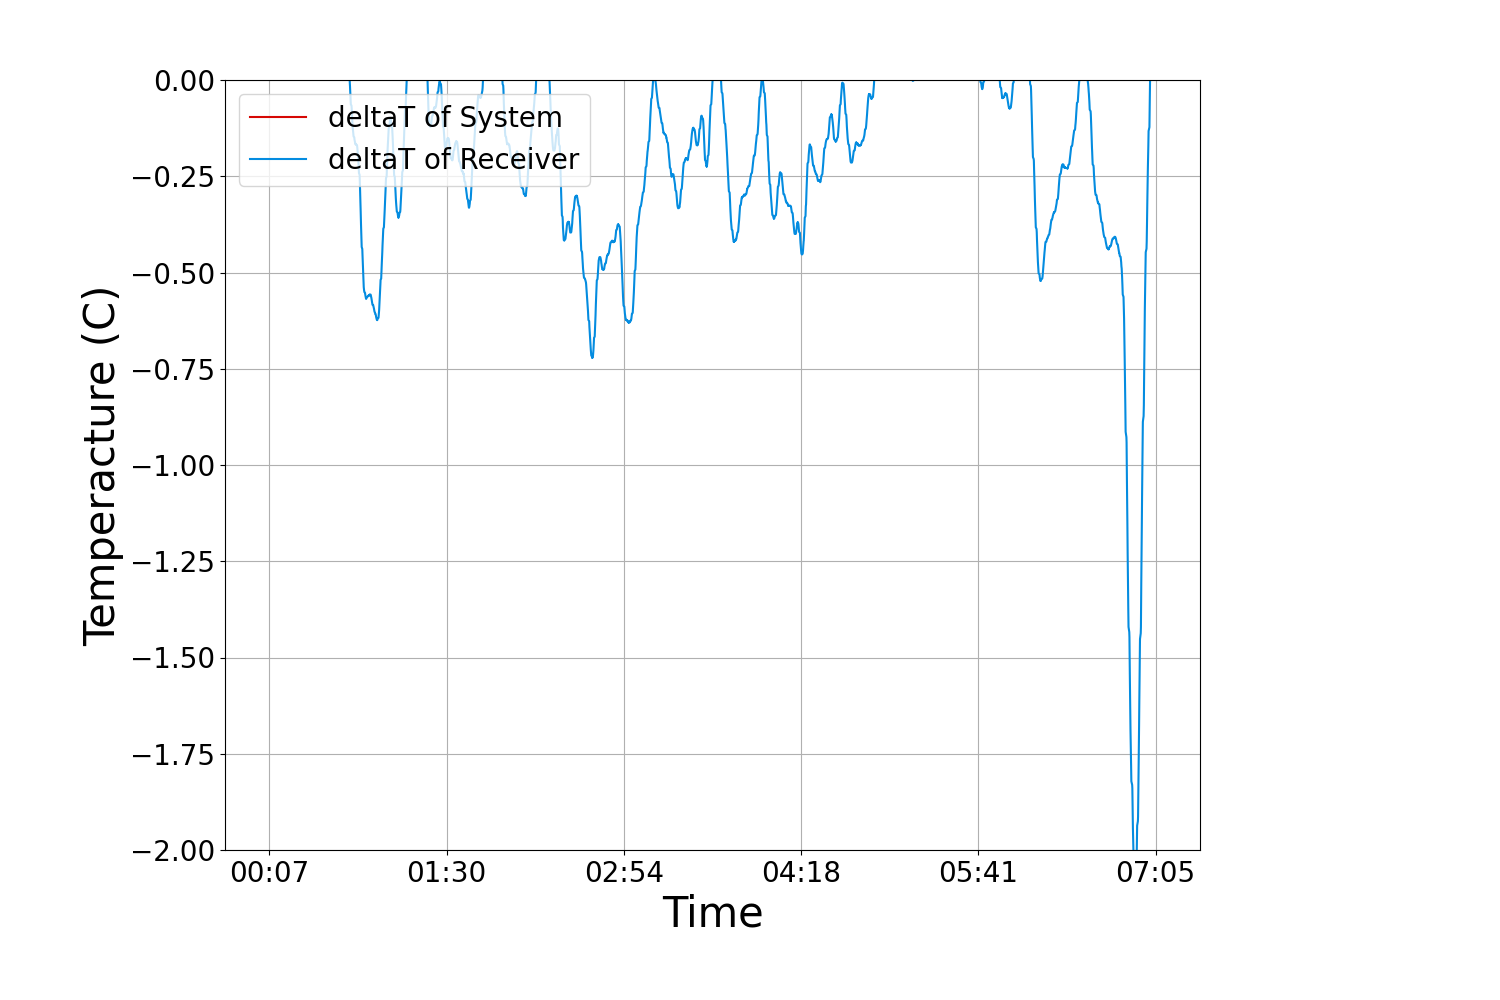 0.00
−0.25
−0.50
−0.75
−1.00
−1.25
−1.50
−1.75
−2.00
Temperacture (C)
deltaT of System
deltaT of Receiver
00:07 01:30 02:54 04:18 05:41 07:05
Time